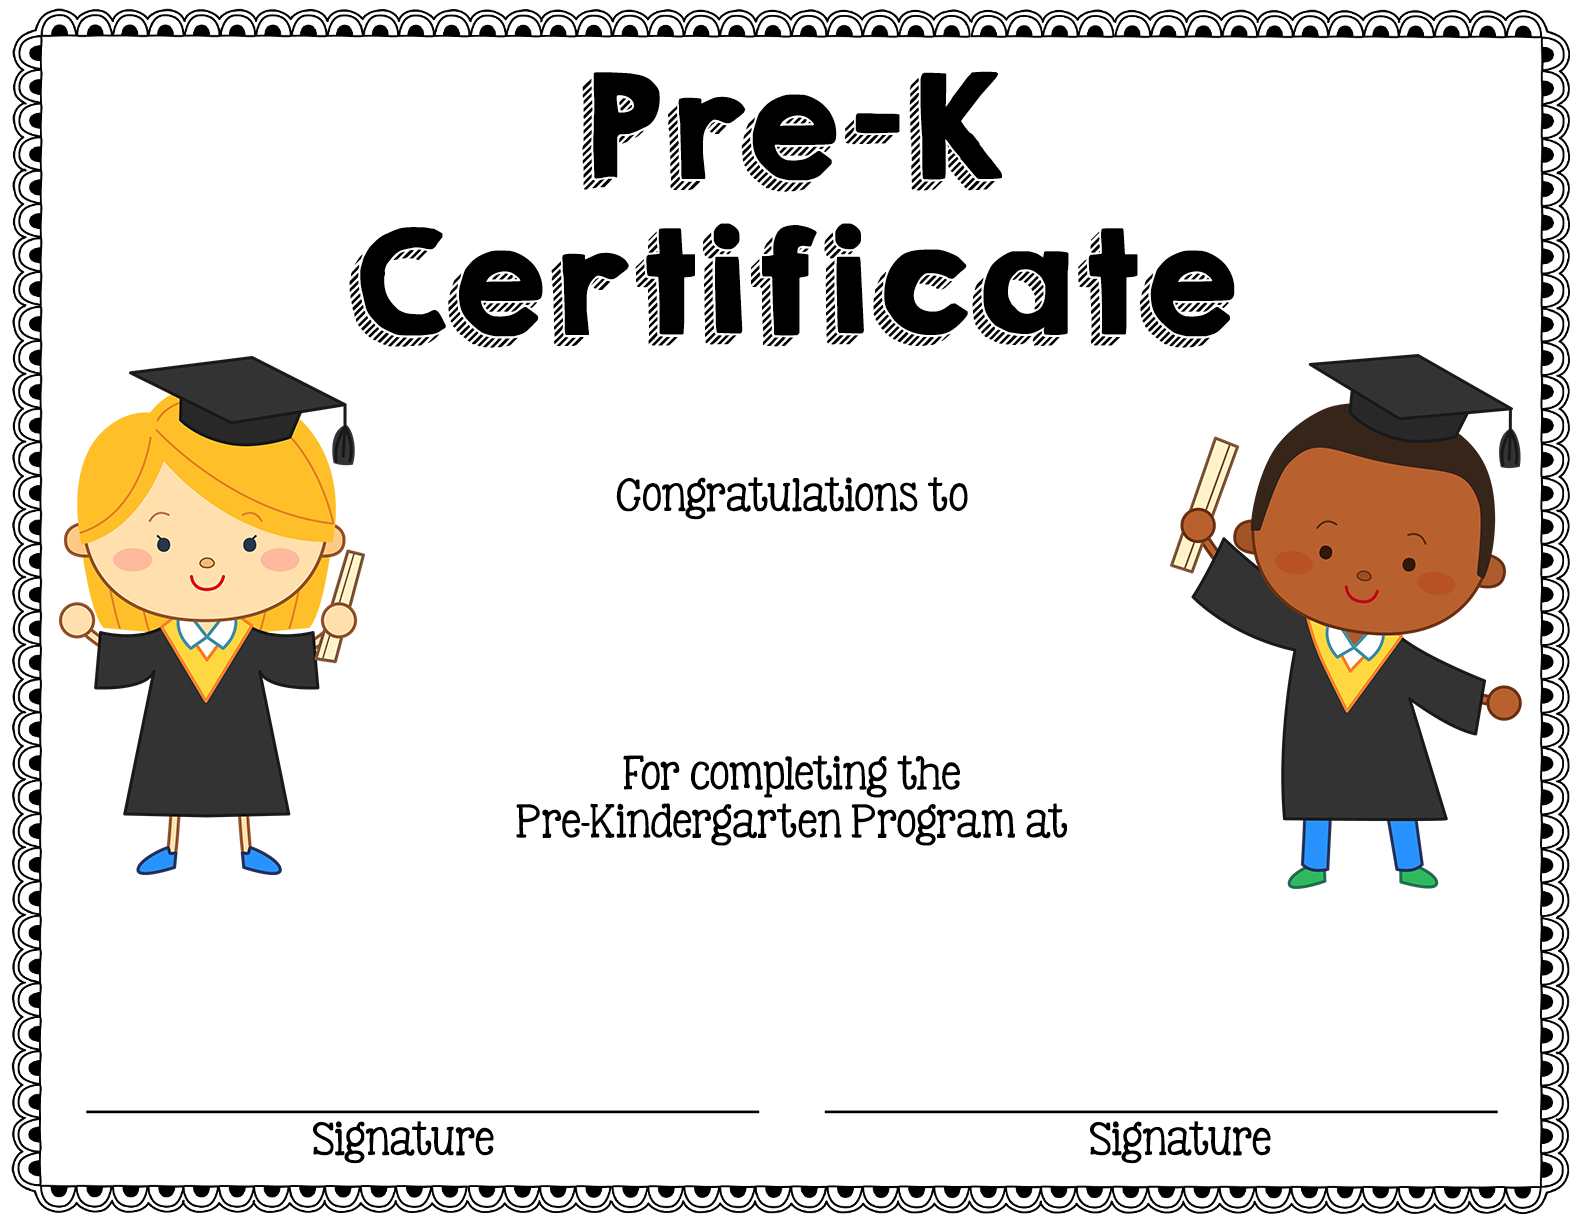 Pre-K
Certificate
Congratulations to
For completing the
Pre-Kindergarten Program at
Signature
Signature